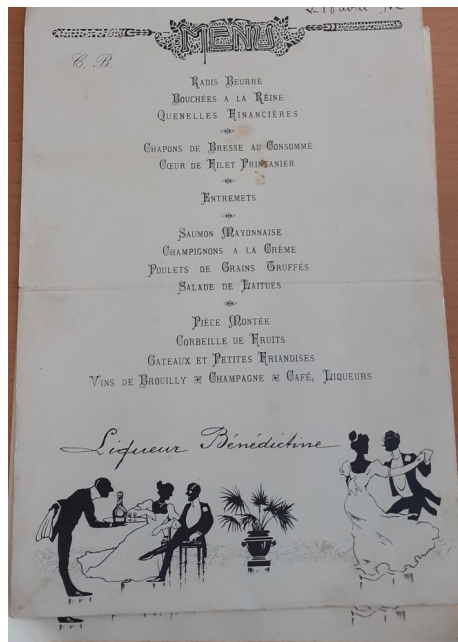 MENU
C. B.
RADIS BEURRE
BOUCHÉES A LA REINE
QUENELLES FINANCIÈRES
CHAPONS DE BRESSE AU CONSOMMÉ
CŒUR DE FILET PRINTANIER
ENTREMETS
SAUMON MAYONNAISE
CHAMPIGNONS A LA CRÈME
POULETS DE GRAINS TRUFFÉS
SALADE DE LAITUES
PIÈCE MONTÉE
CORBEILLE DE FRUITS
GATEAUX ET PETITES FRIANDISES
VINS DE BROUILLY CHAMPAGNE CAFÉ, LIQUEURS
Liqueur Bénédictine